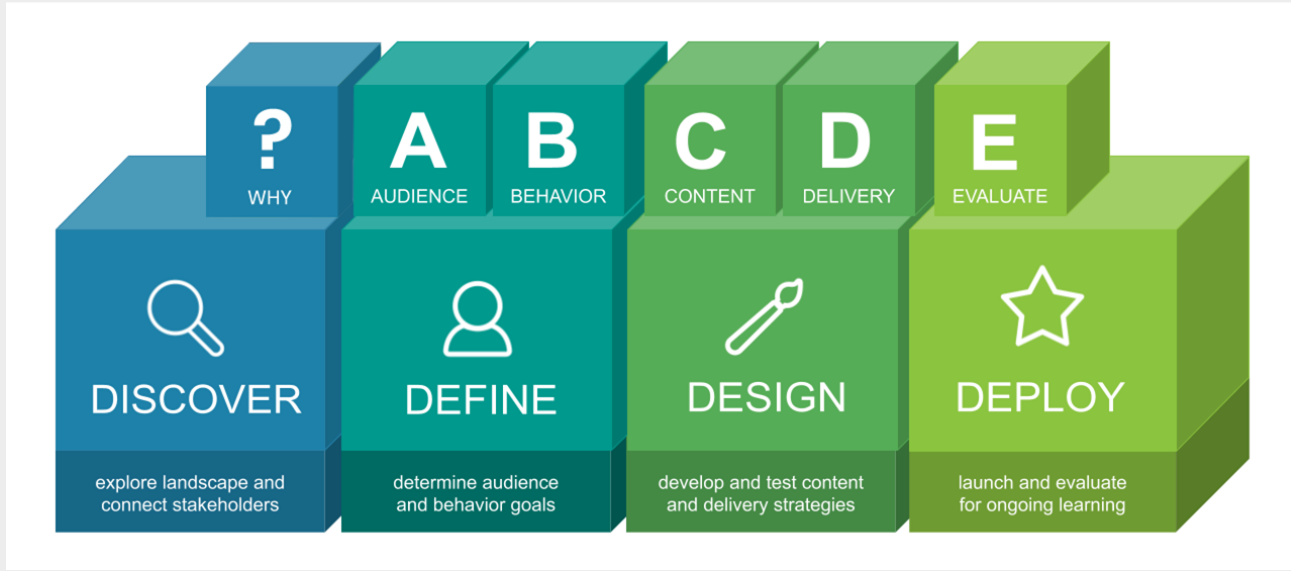 ?
WHY
A
AUDIENCE
B
BEHAVIOR
C
CONTENT
D
DELIVERY
E
EVALUATE
DISCOVER
explore landscape and
connect stakeholders
DEFINE
determine audience
and behavior goals
DESIGN
develop and test content
and delivery strategies
DEPLOY
launch and evaluate
for ongoing learning